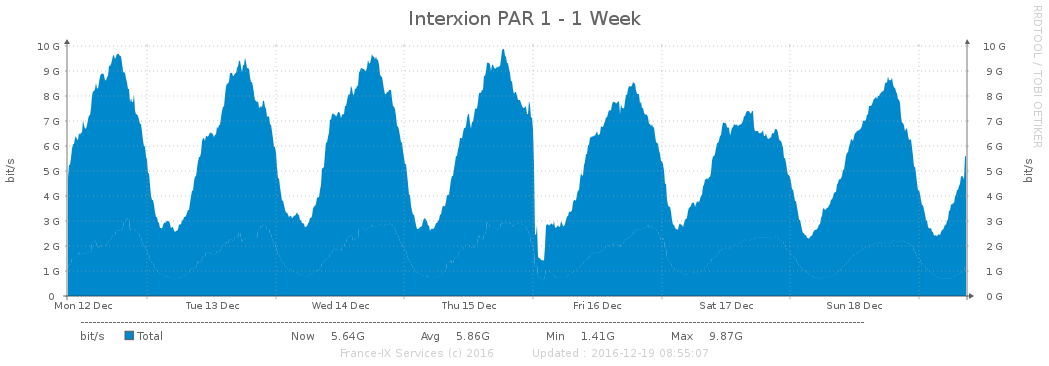 Interxion PAR 1 - 1 Week
RRDTOOL / TOBI OETIKER
bit/s
bit/s
10 G 10 G
9 G 9 G
8 G 8 G
7 G 7 G
6 G 6 G
5 G 5 G
4 G 4 G
3 G 3 G
2 G 2 G
1 G 1 G
0 0 G
Mon 12 Dec Tue 13 Dec Wed 14 Dec Thu 15 Dec Fri 16 Dec Sat 17 Dec Sun 18 Dec
bit/s Total Now 5.64G Avg 5.86G Min 1.41G Max 9.87G
France-IX Services (c) 2016 Updated : 2016-12-19 08:55:07